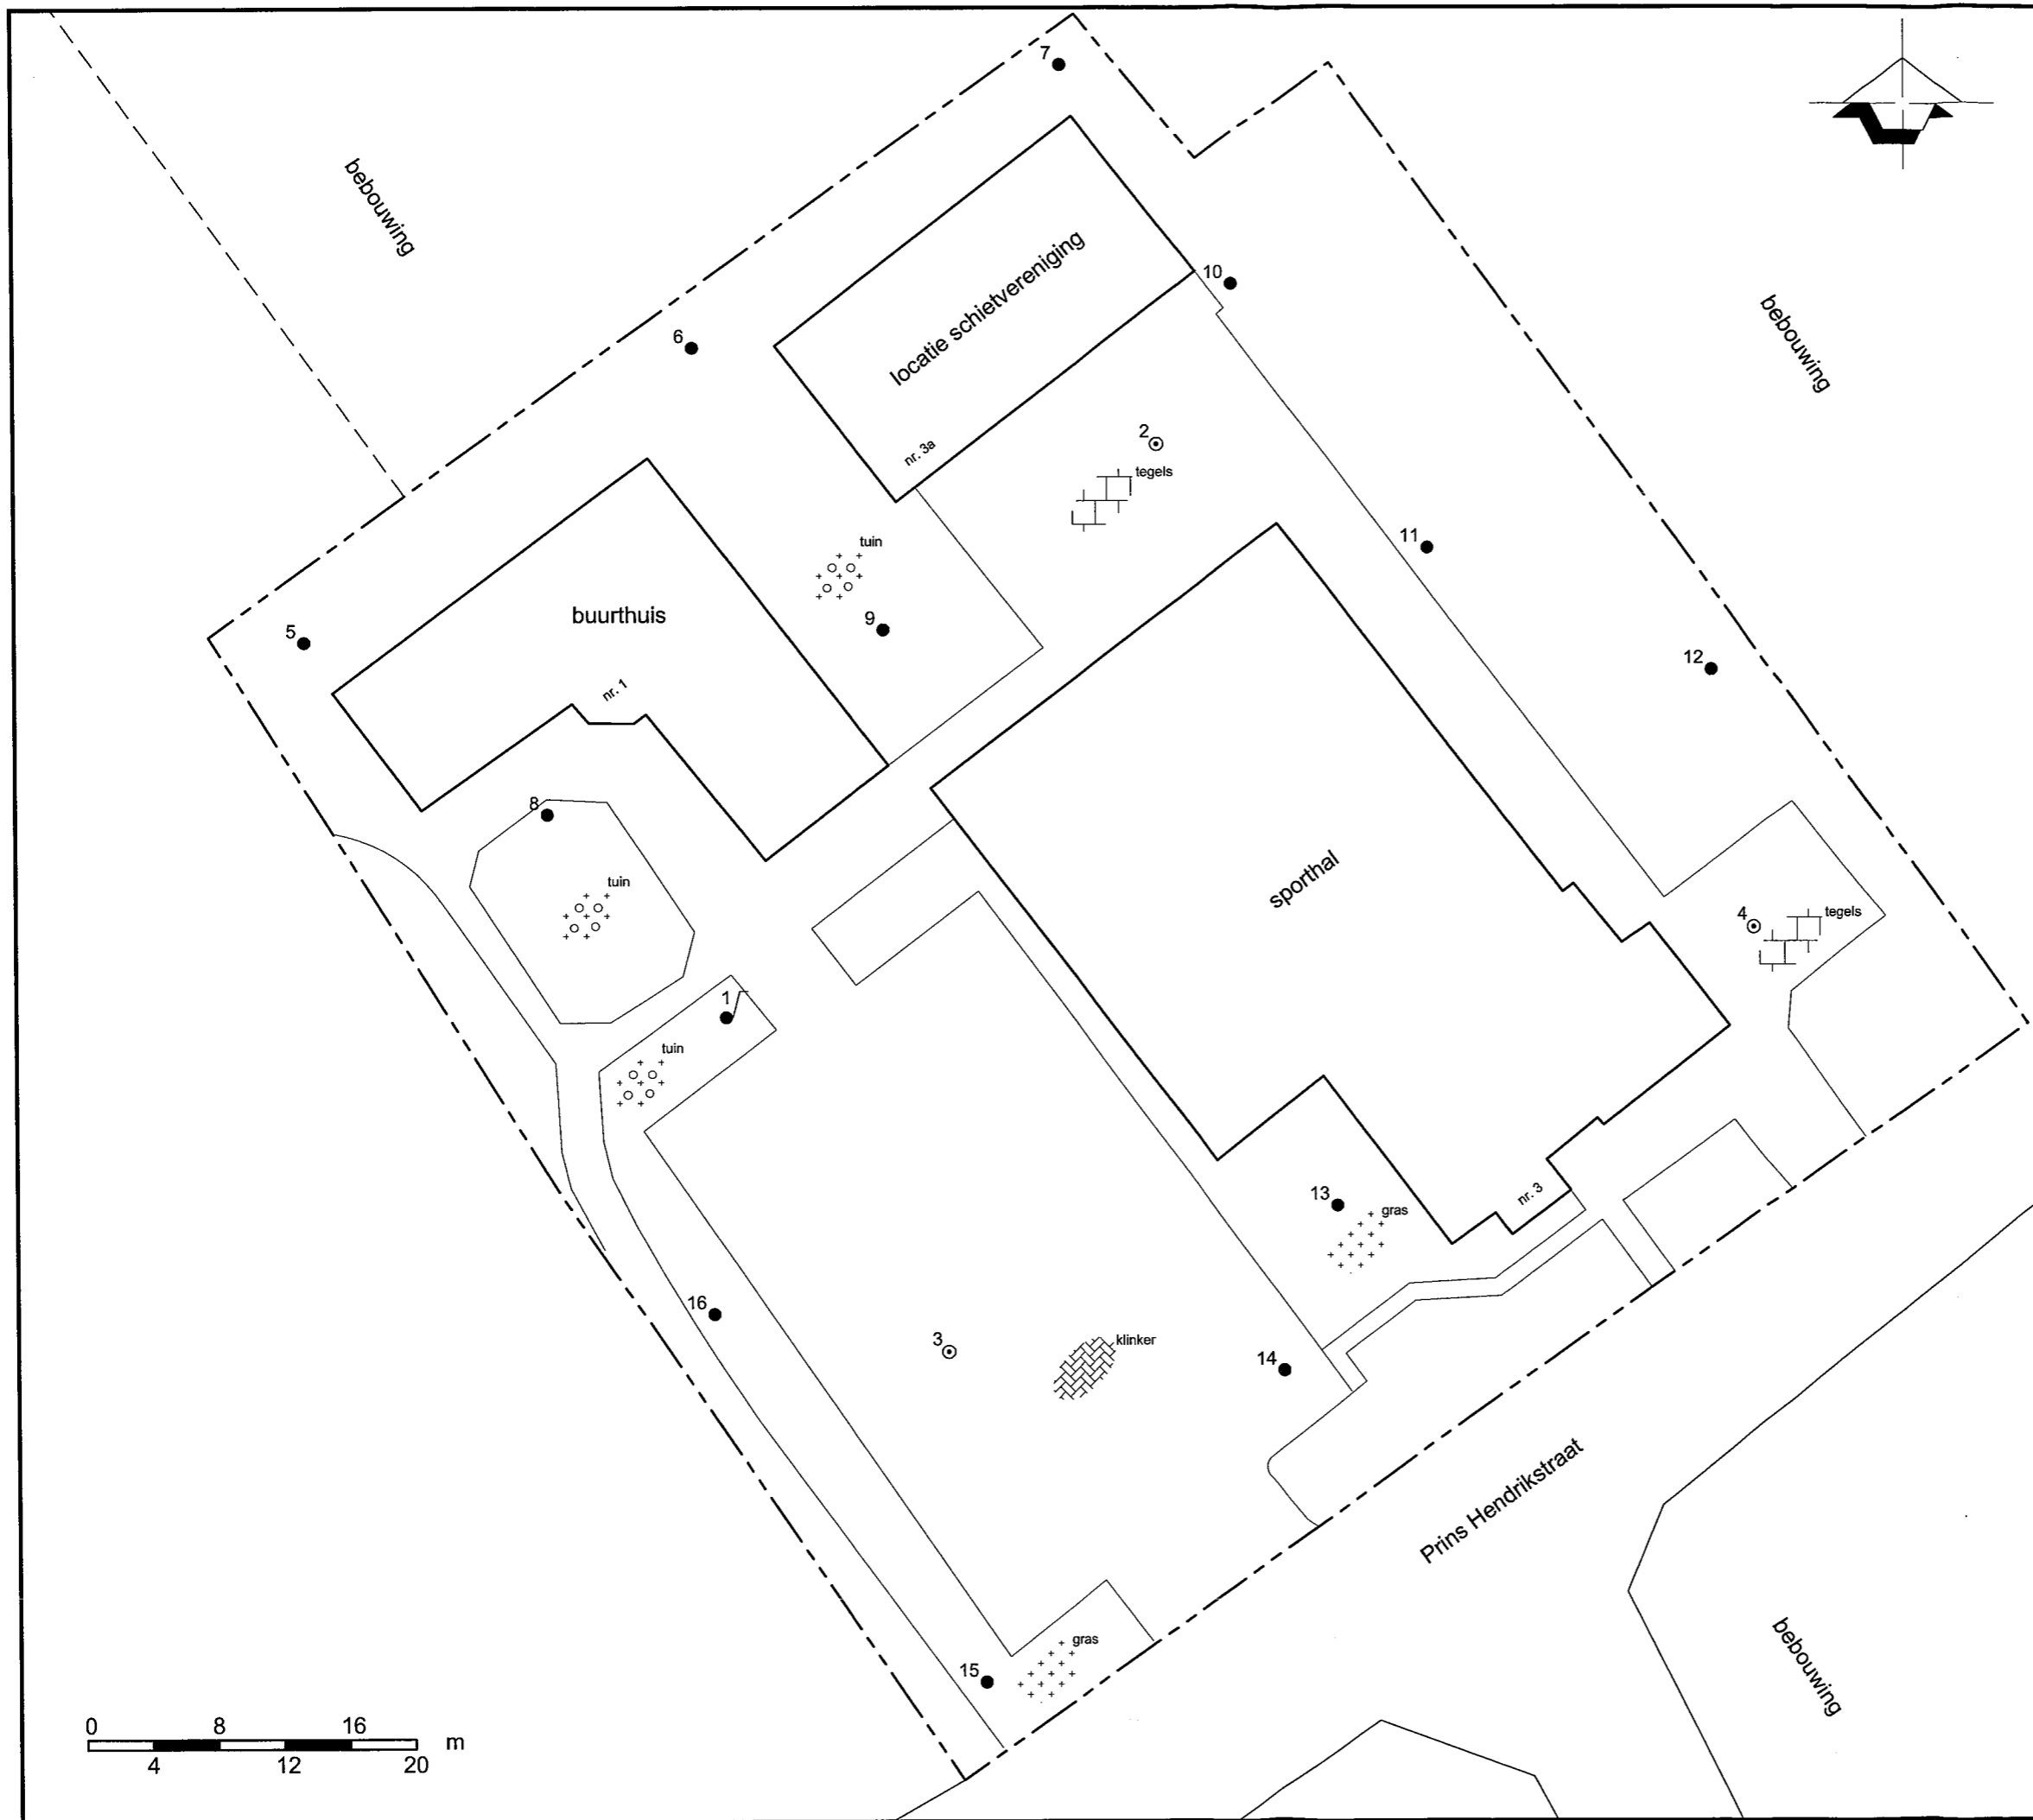 7
bebouwing
10
locatie schietvereniging
bebouwing
6
nr. 3a
2
tegels
tuin
11
5
buurthuis
9
12
nr. 1
8
tuin
sporthal
4
tegels
1
tuin
13
gras
nr. 3
16
3
klinker
14
Prins Hendrikstraat
15
gras
bebouwing
0 8 16
m
4 12 20